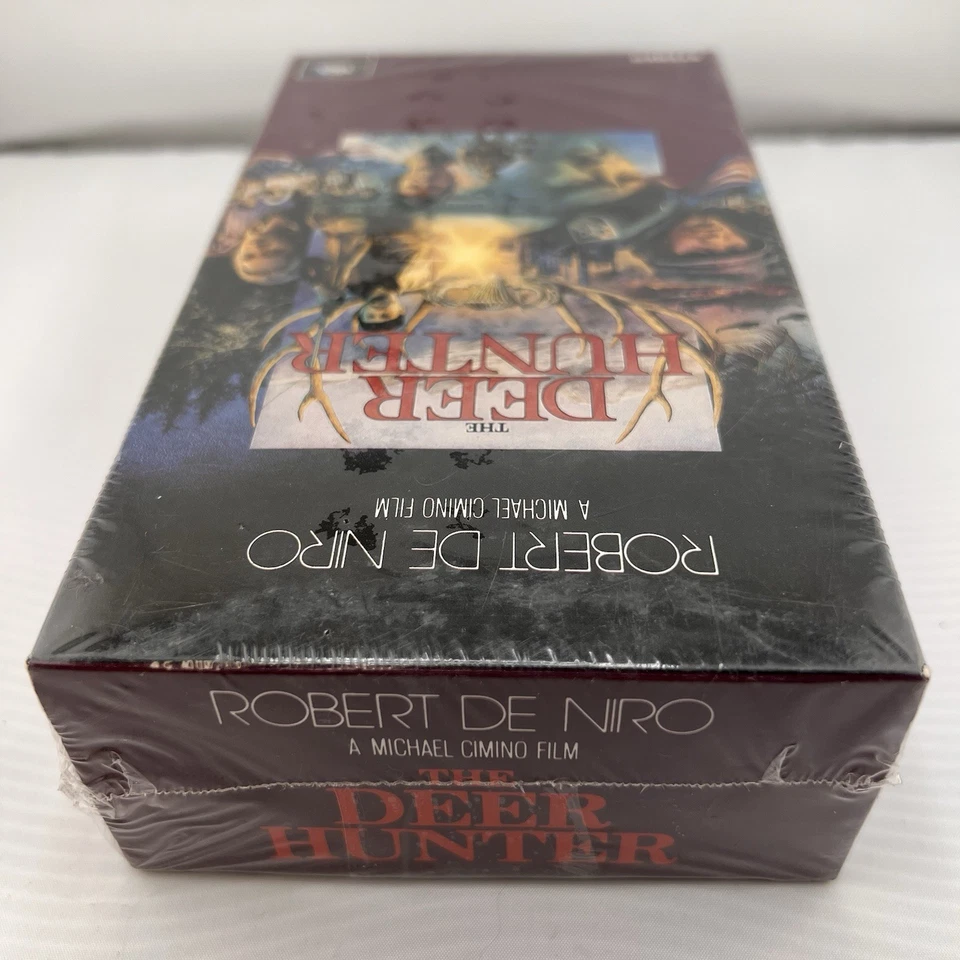 THE
DEER
HUNTER
A MICHAEL CIMINO FILM
ROBERT DE NIRO
ROBERT DE NIRO
A MICHAEL CIMINO FILM
THE
DEER
HUNTER